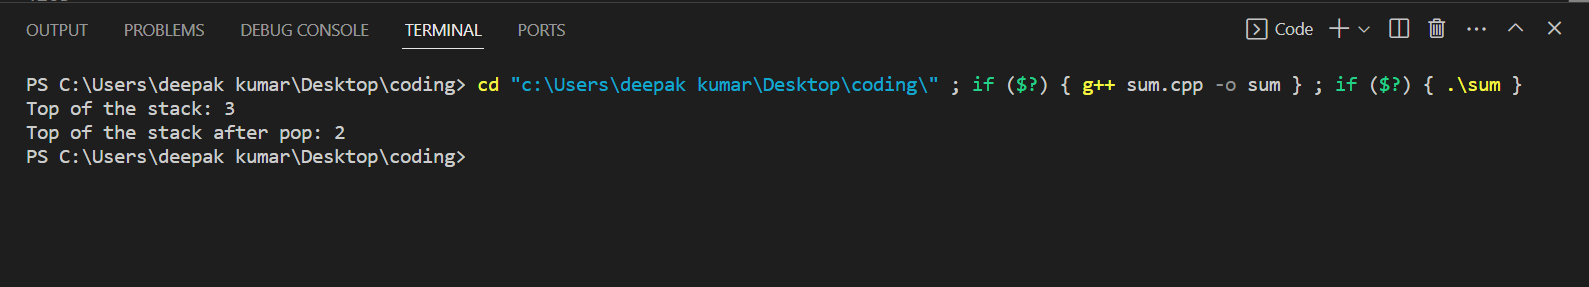 OUTPUT PROBLEMS DEBUG CONSOLE TERMINAL PORTS Code
PS C:\Users\deepak kumar\Desktop\coding> cd "c:\Users\deepak kumar\Desktop\coding\" ; if ($?) { g++ sum.cpp -o sum } ; if ($?) { .\sum }
Top of the stack: 3
Top of the stack after pop: 2
PS C:\Users\deepak kumar\Desktop\coding>